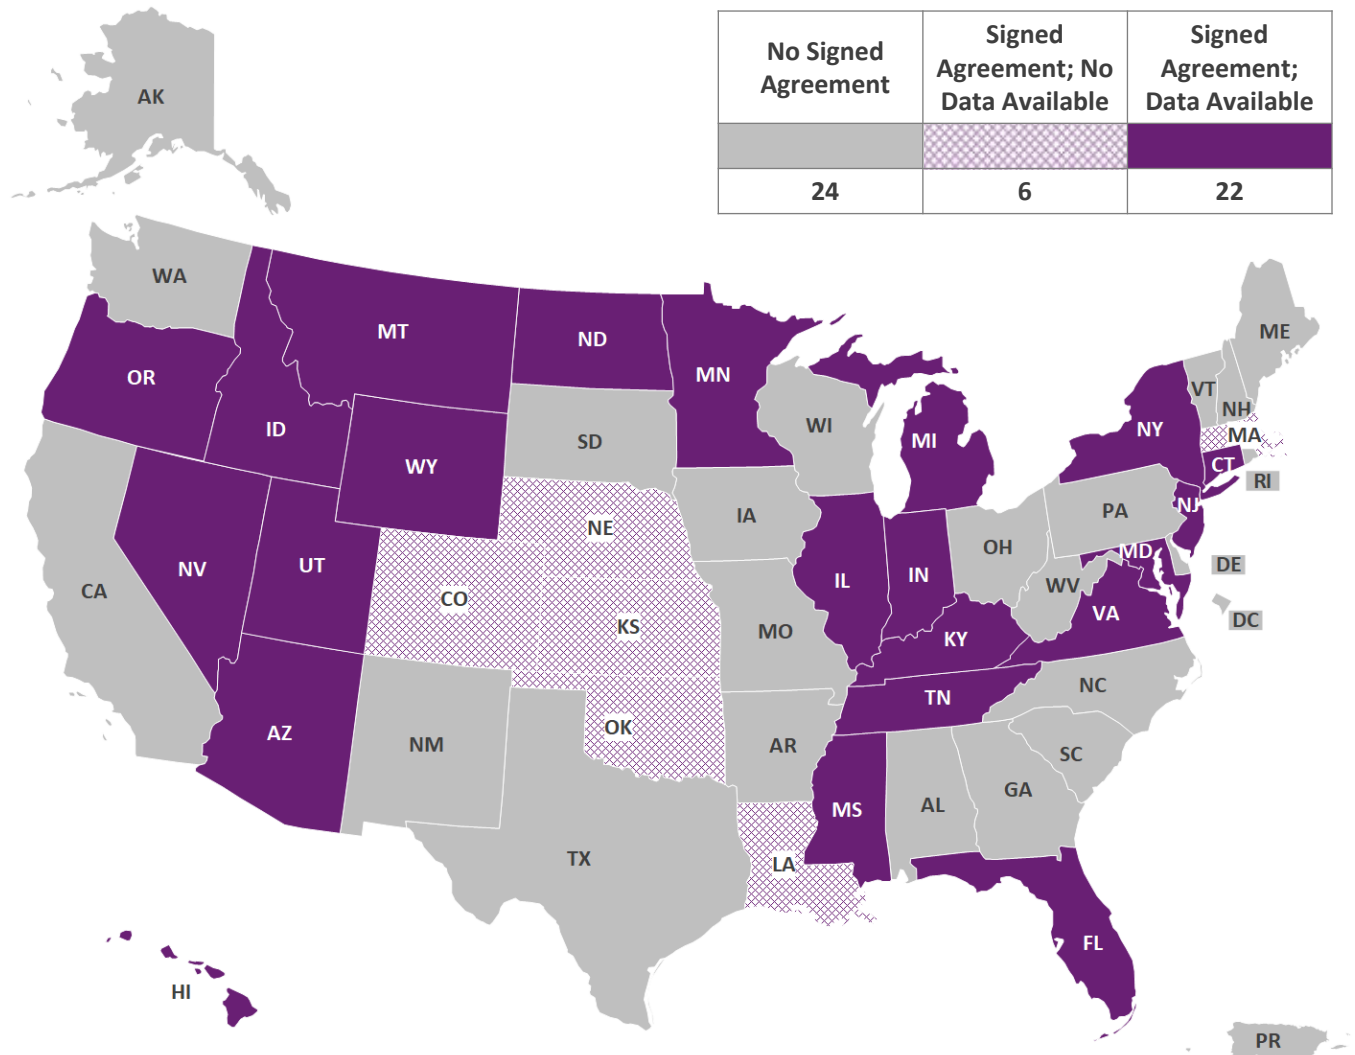 No Signed
Agreement
Signed
Agreement; No
Data Available
Signed
Agreement;
Data Available
24
6
22
AK
WA
MT
ND
MN
ME
OR
ID
WY
SD
WI
MI
VT
NH
NY
MA
CT
RI
NE
IA
PA
NJ
OH
NV
UT
CO
CA
IL
IN
WV
MD
DE
VA
DC
KS
MO
KY
TN
NC
AZ
NM
OK
AR
SC
MS
AL
GA
TX
LA
FL
HI
PR